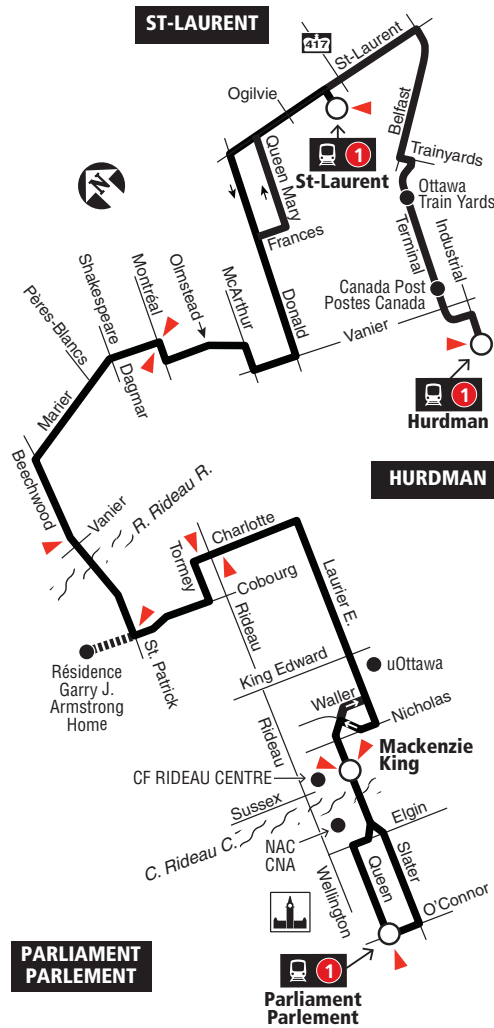 ST-LAURENT
417
St-Laurent
Ogilvie
Belfast
Queen Mary
1
St-Laurent
Trainyards
Ottawa
Train Yards
N
Frances
Terminal
Industrial
Canada Post
Postes Canada
Pères-Blancs
Shakespeare
Montréal
Olmstead
McArthur
Donald
Vanier
Dagmar
1
Hurdman
Marier
HURDMAN
Beechwood
Vanier
R. Rideau R.
Tormey
Charlotte
Cobourg
Rideau
Laurier E.
St. Patrick
Résidence
Garry J.
Armstrong
Home
King Edward
uOttawa
Waller
Nicholas
Rideau
Mackenzie
King
CF RIDEAU CENTRE
Sussex
C. Rideau C.
Elgin
NAC
CNA
Queen
Slater
Wellington
O'Connor
PARLIAMENT
PARLEMENT
1
Parliament
Parlement